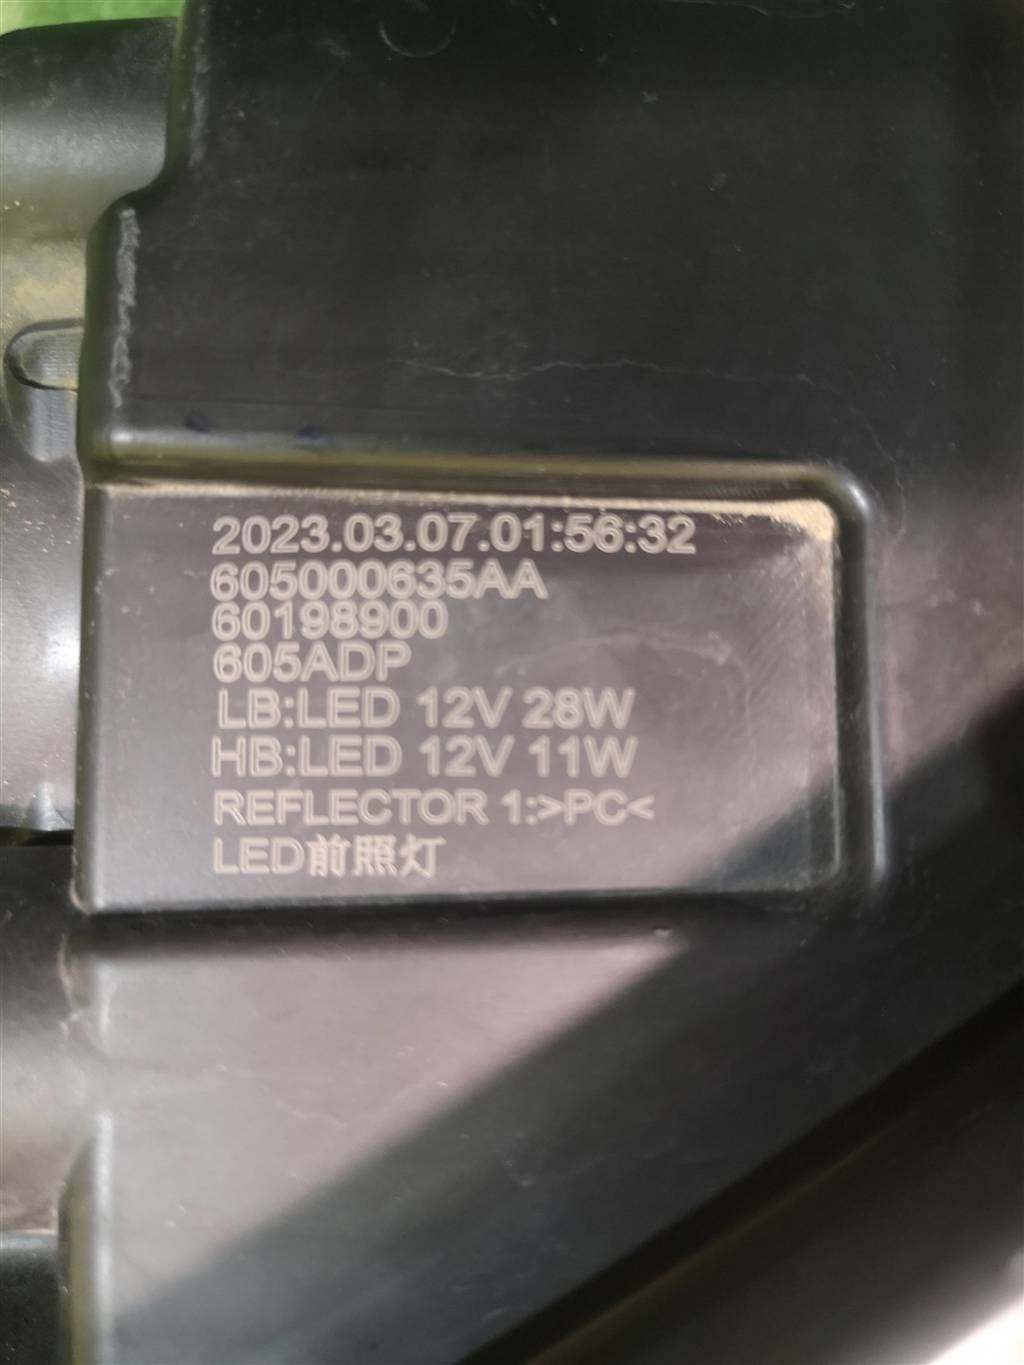 2023.03.07.01:56:32
605000635AA
60198900
605ADP
LB:LED 12V 28W
HB:LED 12V 11W
REFLECTOR 1:>PC<
LED前照灯